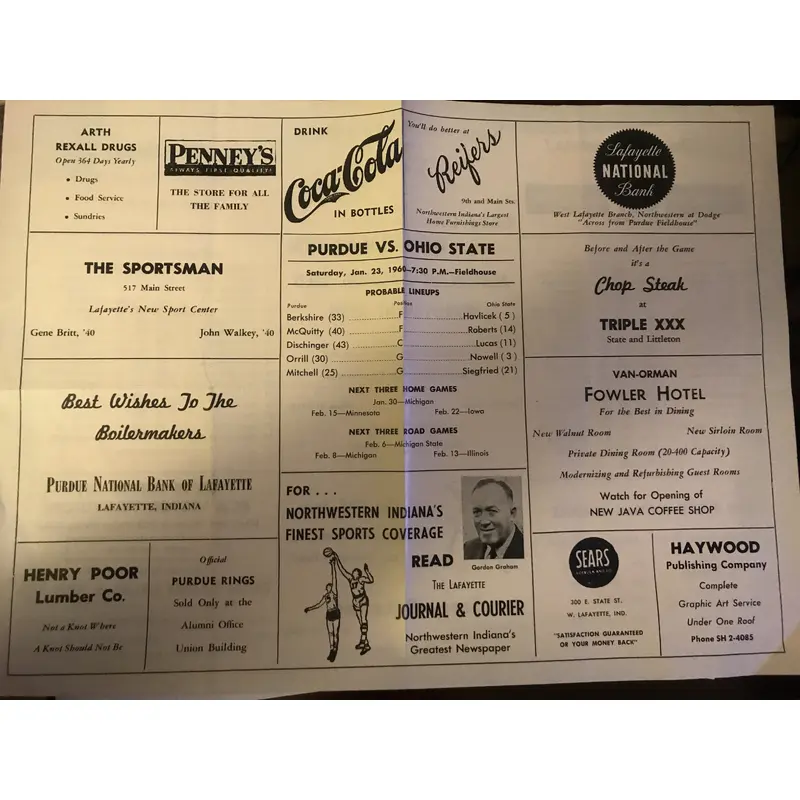 ARTH
REXALL DRUGS
Open 364 Days Yearly
• Drugs
• Food Service
• Sundries
PENNEY'S
ALWAYS FIRST QUALITY!
THE STORE FOR ALL
THE FAMILY
DRINK
Coca-Cola
IN BOTTLES
You'll do better at
Reifers
9th and Main Sts.
Northwestern Indiana's Largest
Home Furnishings Store
Lafayette
NATIONAL
Bank
West Lafayette Branch, Northwestern at Dodge
"Across from Purdue Fieldhouse"
THE SPORTSMAN
517 Main Street
Lafayette's New Sport Center
Gene Britt, '40 John Walkey, '40
PURDUE VS. OHIO STATE
Saturday, Jan. 23, 1960—7:30 P.M.—Fieldhouse
PROBABLE LINEUPS
Purdue Position Ohio State
Berkshire (33) F Havlicek ( 5 )
McQuitty (40) F Roberts (14)
Dischinger (43) C Lucas (11)
Orrill (30) G Nowell ( 3 )
Mitchell (25) G Siegfried (21)
NEXT THREE HOME GAMES
Jan. 30—Michigan
Feb. 15—Minnesota Feb. 22—Iowa
NEXT THREE ROAD GAMES
Feb. 6—Michigan State
Feb. 8—Michigan Feb. 13—Illinois
Before and After the Game
it's a
Chop Steak
at
TRIPLE XXX
State and Littleton
Best Wishes To The
Boilermakers
PURDUE NATIONAL BANK OF LAFAYETTE
LAFAYETTE, INDIANA
VAN-ORMAN
FOWLER HOTEL
For the Best in Dining
New Walnut Room New Sirloin Room
Private Dining Room (20-400 Capacity)
Modernizing and Refurbishing Guest Rooms
Watch for Opening of
NEW JAVA COFFEE SHOP
HENRY POOR
Lumber Co.
Not a Knot Where
A Knot Should Not Be
Official
PURDUE RINGS
Sold Only at the
Alumni Office
Union Building
FOR . . .
NORTHWESTERN INDIANA'S
FINEST SPORTS COVERAGE
Gordon Graham
READ
THE LAFAYETTE
JOURNAL & COURIER
Northwestern Indiana's
Greatest Newspaper
SEARS
300 E. STATE ST.
W. LAFAYETTE, IND.
"SATISFACTION GUARANTEED
OR YOUR MONEY BACK"
HAYWOOD
Publishing Company
Complete
Graphic Art Service
Under One Roof
Phone SH 2-4085